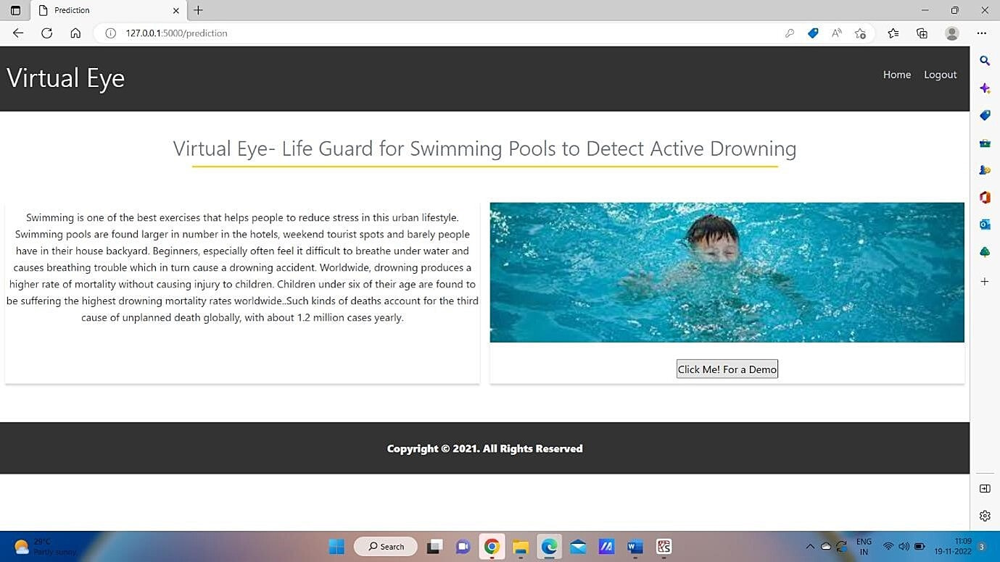 Prediction
127.0.0.1:5000/prediction
Virtual Eye
Home Logout
Virtual Eye- Life Guard for Swimming Pools to Detect Active Drowning
Swimming is one of the best exercises that helps people to reduce stress in this urban lifestyle.
Swimming pools are found larger in number in the hotels, weekend tourist spots and barely people
have in their house backyard. Beginners, especially often feel it difficult to breathe under water and
causes breathing trouble which in turn cause a drowning accident. Worldwide, drowning produces a
higher rate of mortality without causing injury to children. Children under six of their age are found to
be suffering the highest drowning mortality rates worldwide..Such kinds of deaths account for the third
cause of unplanned death globally, with about 1.2 million cases yearly.
Click Me! For a Demo
Copyright © 2021. All Rights Reserved
29°C
Partly sunny
Search
ENG
IN
11:09
19-11-2022
3